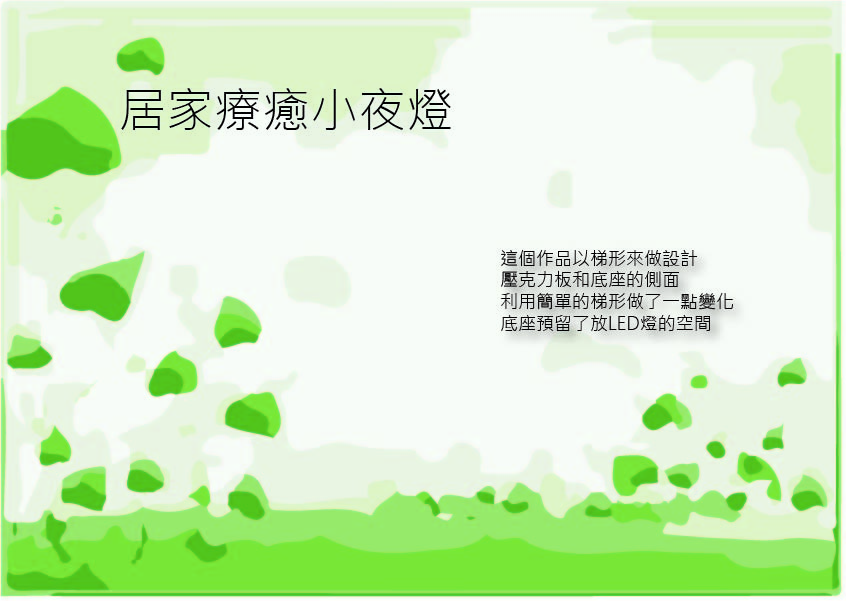 居家療癒小夜燈
這個作品以梯形來做設計
壓克力板和底座的側面
利用簡單的梯形做了一點變化
底座預留了放LED燈的空間